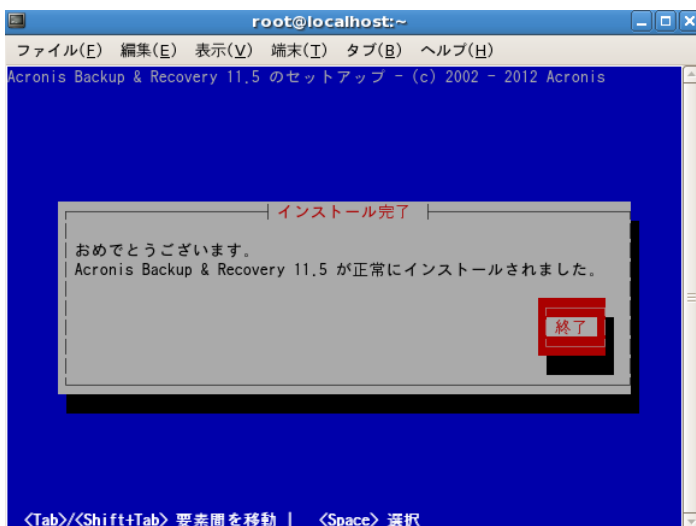 root@localhost:~
ファイル(F) 編集(E) 表示(V) 端末(T) タブ(B) ヘルプ(H)
Acronis Backup & Recovery 11.5 のセットアップ - (c) 2002 - 2012 Acronis
インストール完了
おめでとうございます。
Acronis Backup & Recovery 11.5 が正常にインストールされました。
終了
<Tab>/<Shift+Tab> 要素間を移動 | <Space> 選択